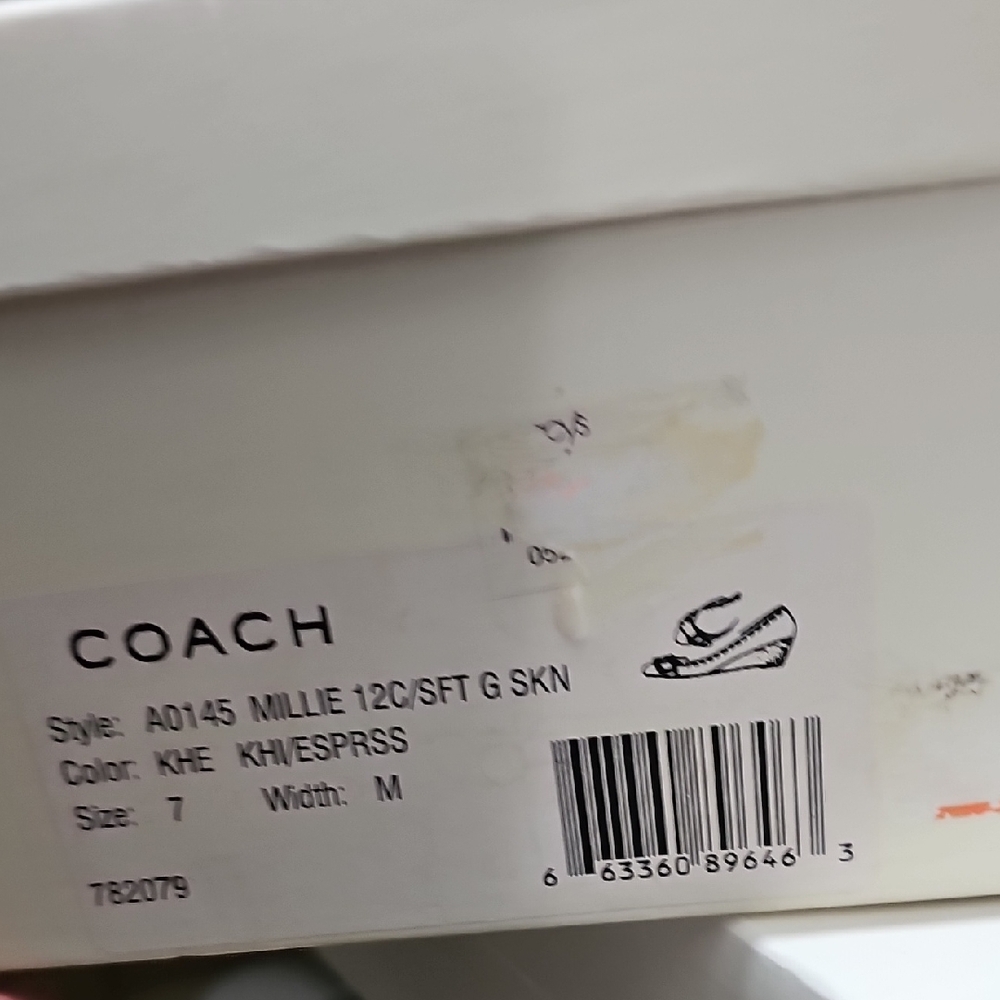 COACH
Style: A0145 MILLIE 12C/SFT G SKN
Color: KHE KHI/ESPRSS
Size: 7 Width: M
782079
6 63360 89646 3